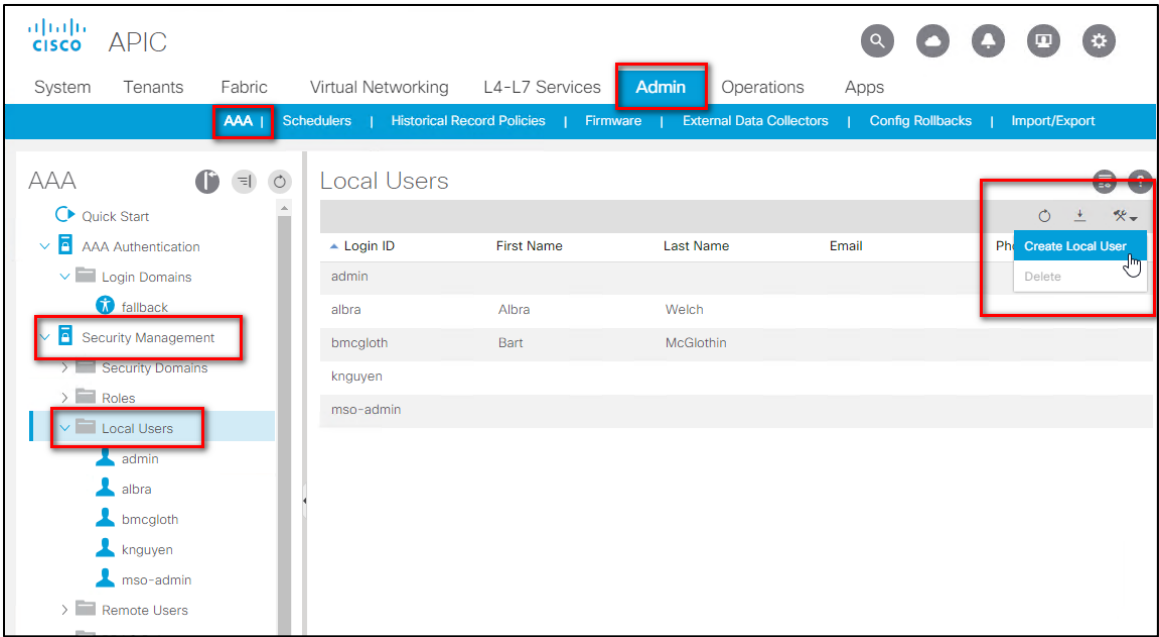 CISCO APIC
System Tenants Fabric Virtual Networking L4-L7 Services Admin Operations Apps
AAA | Schedulers | Historical Record Policies | Firmware | External Data Collectors | Config Rollbacks | Import/Export
AAA
Quick Start
AAA Authentication
Login Domains
fallback
Security Management
Security Domains
Roles
Local Users
admin
albra
bmcgloth
knguyen
mso-admin
Remote Users
Local Users
Login ID First Name Last Name Email Ph
admin
albra Albra Welch
bmcgloth Bart McGlothin
knguyen
mso-admin
Create Local User
Delete